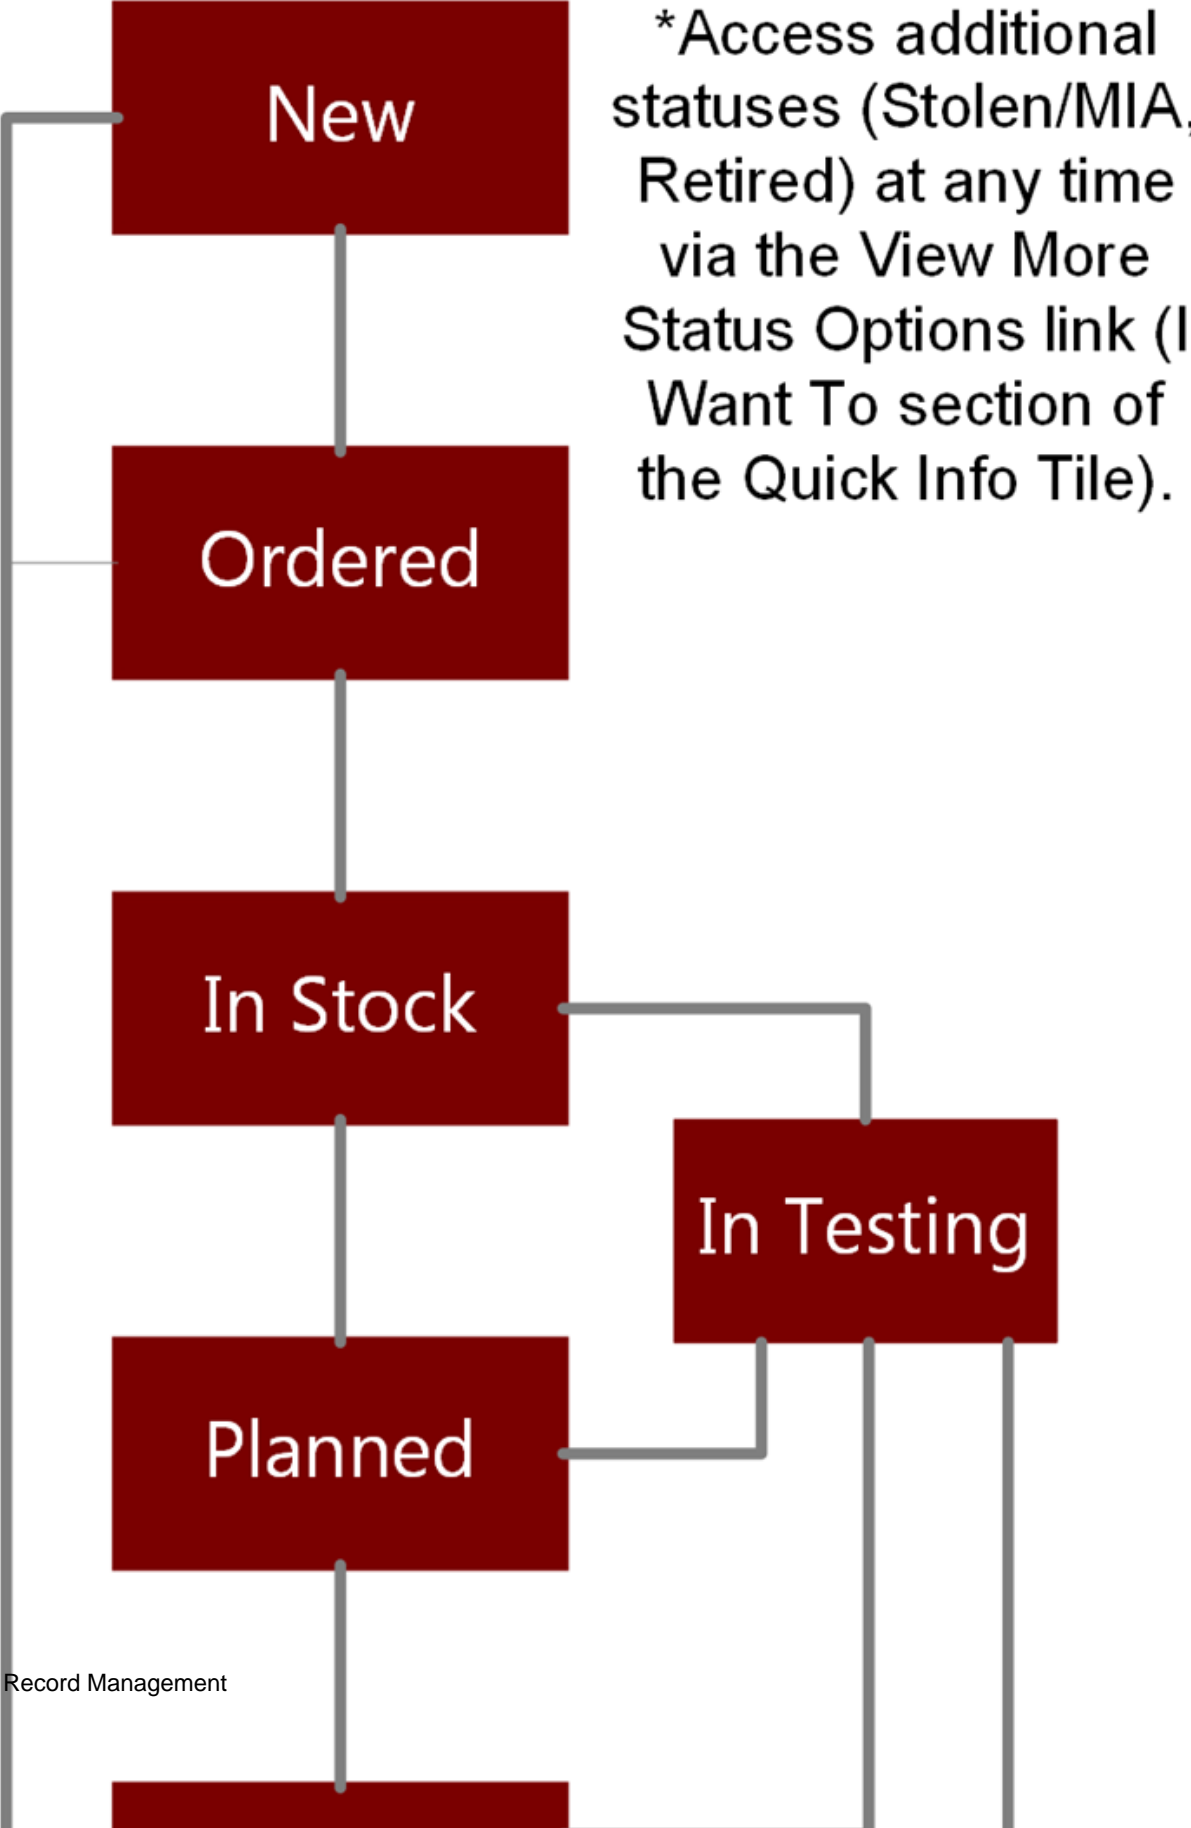 New
*Access additional
statuses (Stolen/MIA,
Retired) at any time
via the View More
Status Options link (I
Want To section of
the Quick Info Tile).
Ordered
In Stock
In Testing
Planned
Record Management